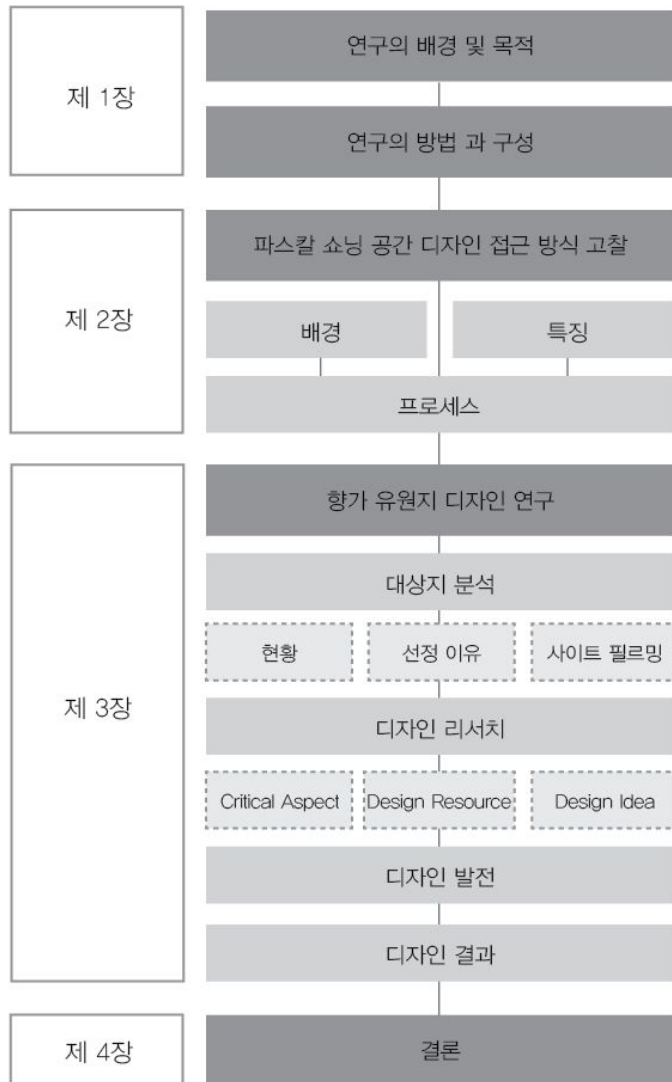 제 1장
연구의 배경 및 목적
연구의 방법 과 구성
제 2장
파스칼 쇼닝 공간 디자인 접근 방식 고찰
배경
특징
프로세스
제 3장
향가 유원지 디자인 연구
대상지 분석
현황
선정 이유
사이트 필르밍
디자인 리서치
Critical Aspect
Design Resource
Design Idea
디자인 발전
디자인 결과
제 4장
결론